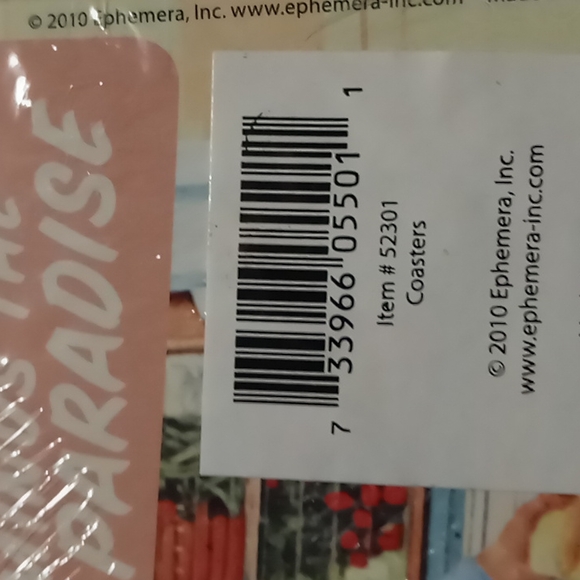 © 2010 Ephemera, Inc. www.ephemera-inc.com
PARADISE
7 33966 05501 1
Item # 52301
Coasters
© 2010 Ephemera, Inc.
www.ephemera-inc.com